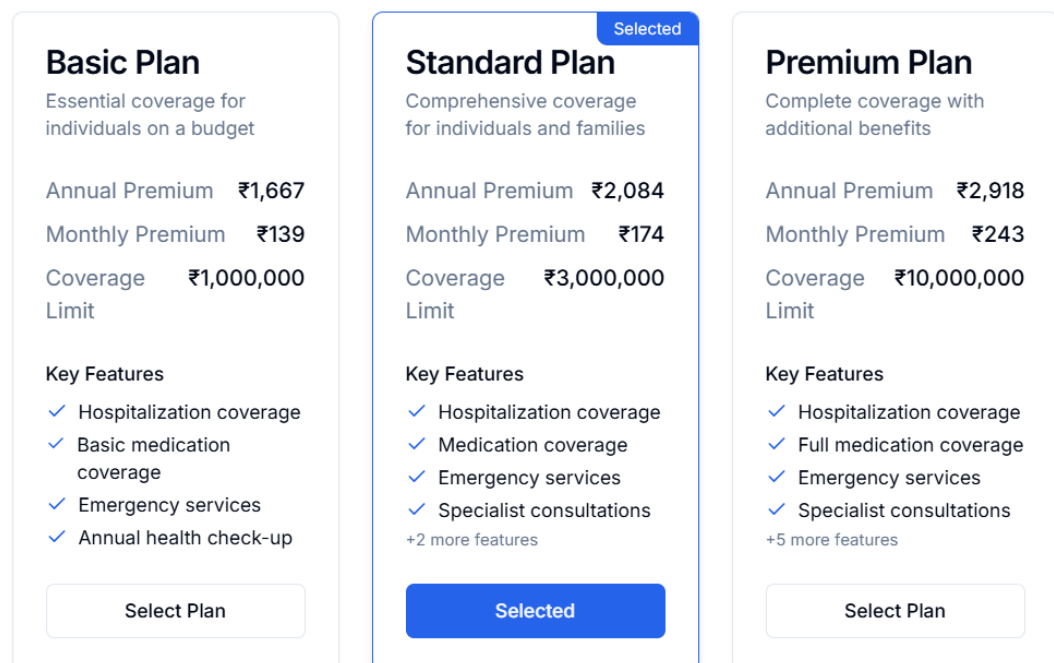 Basic Plan
Essential coverage for
individuals on a budget
Annual Premium ₹1,667
Monthly Premium ₹139
Coverage ₹1,000,000
Limit
Key Features
Hospitalization coverage
Basic medication
coverage
Emergency services
Annual health check-up
Select Plan
Selected
Standard Plan
Comprehensive coverage
for individuals and families
Annual Premium ₹2,084
Monthly Premium ₹174
Coverage ₹3,000,000
Limit
Key Features
Hospitalization coverage
Medication coverage
Emergency services
Specialist consultations
+2 more features
Selected
Premium Plan
Complete coverage with
additional benefits
Annual Premium ₹2,918
Monthly Premium ₹243
Coverage ₹10,000,000
Limit
Key Features
Hospitalization coverage
Full medication coverage
Emergency services
Specialist consultations
+5 more features
Select Plan